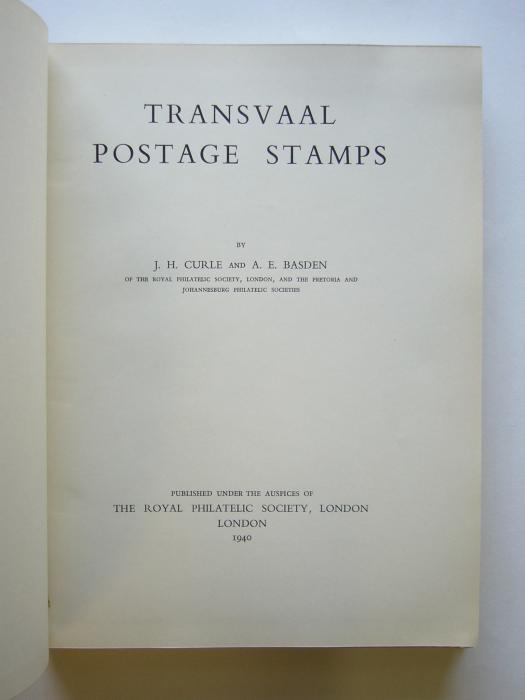 TRANSVAAL
POSTAGE STAMPS
BY
J. H. CURLE AND A. E. BASDEN
OF THE ROYAL PHILATELIC SOCIETY, LONDON, AND THE PRETORIA AND
JOHANNESBURG PHILATELIC SOCIETIES
PUBLISHED UNDER THE AUSPICES OF
THE ROYAL PHILATELIC SOCIETY, LONDON
LONDON
1940